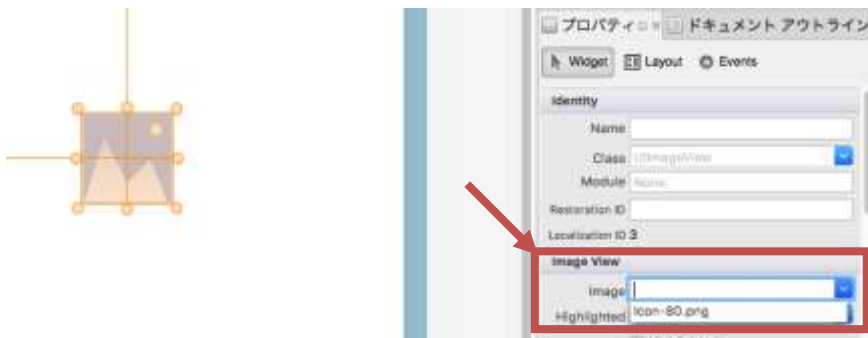 プロパティ ドキュメント アウトライン
Widget Layout Events
Identity
Name
Class UIImageView
Module None
Restoration ID
Localization ID 3
Image View
Image
Highlighted Icon-80.png